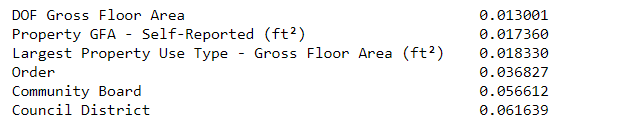 DOF Gross Floor Area 0.013001
Property GFA - Self-Reported (ft²) 0.017360
Largest Property Use Type - Gross Floor Area (ft²) 0.018330
Order 0.036827
Community Board 0.056612
Council District 0.061639